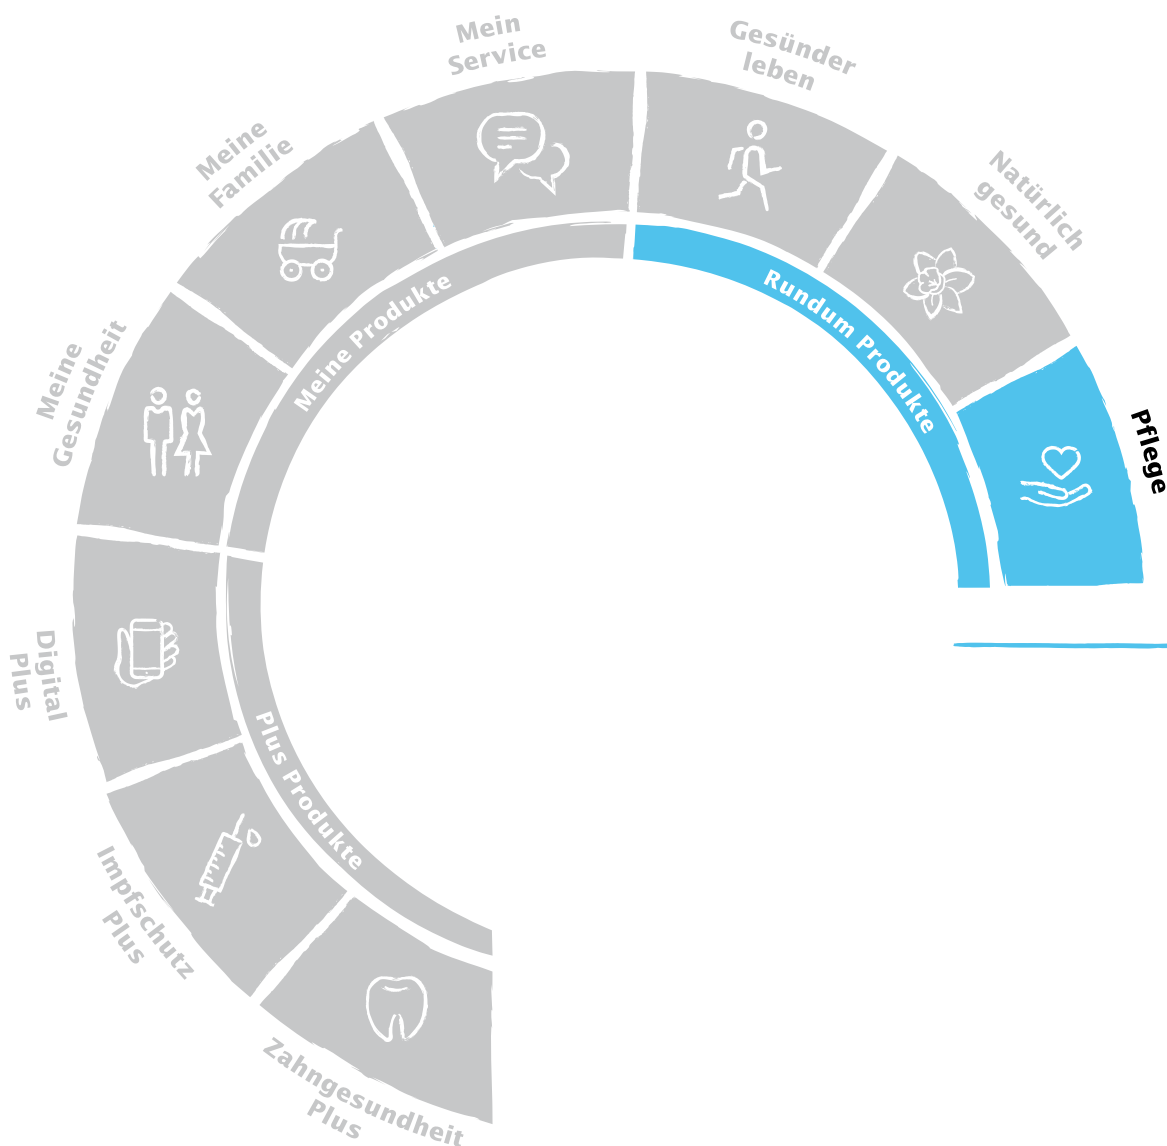 Mein
Service
Gesünder
leben
Meine
Familie
Natürlich
gesund
Meine
Gesundheit
Pflege
Meine Produkte
Rundum Produkte
Digital
Plus
Plus Produkte
Impfschutz
Plus
Zahngesundheit
Plus